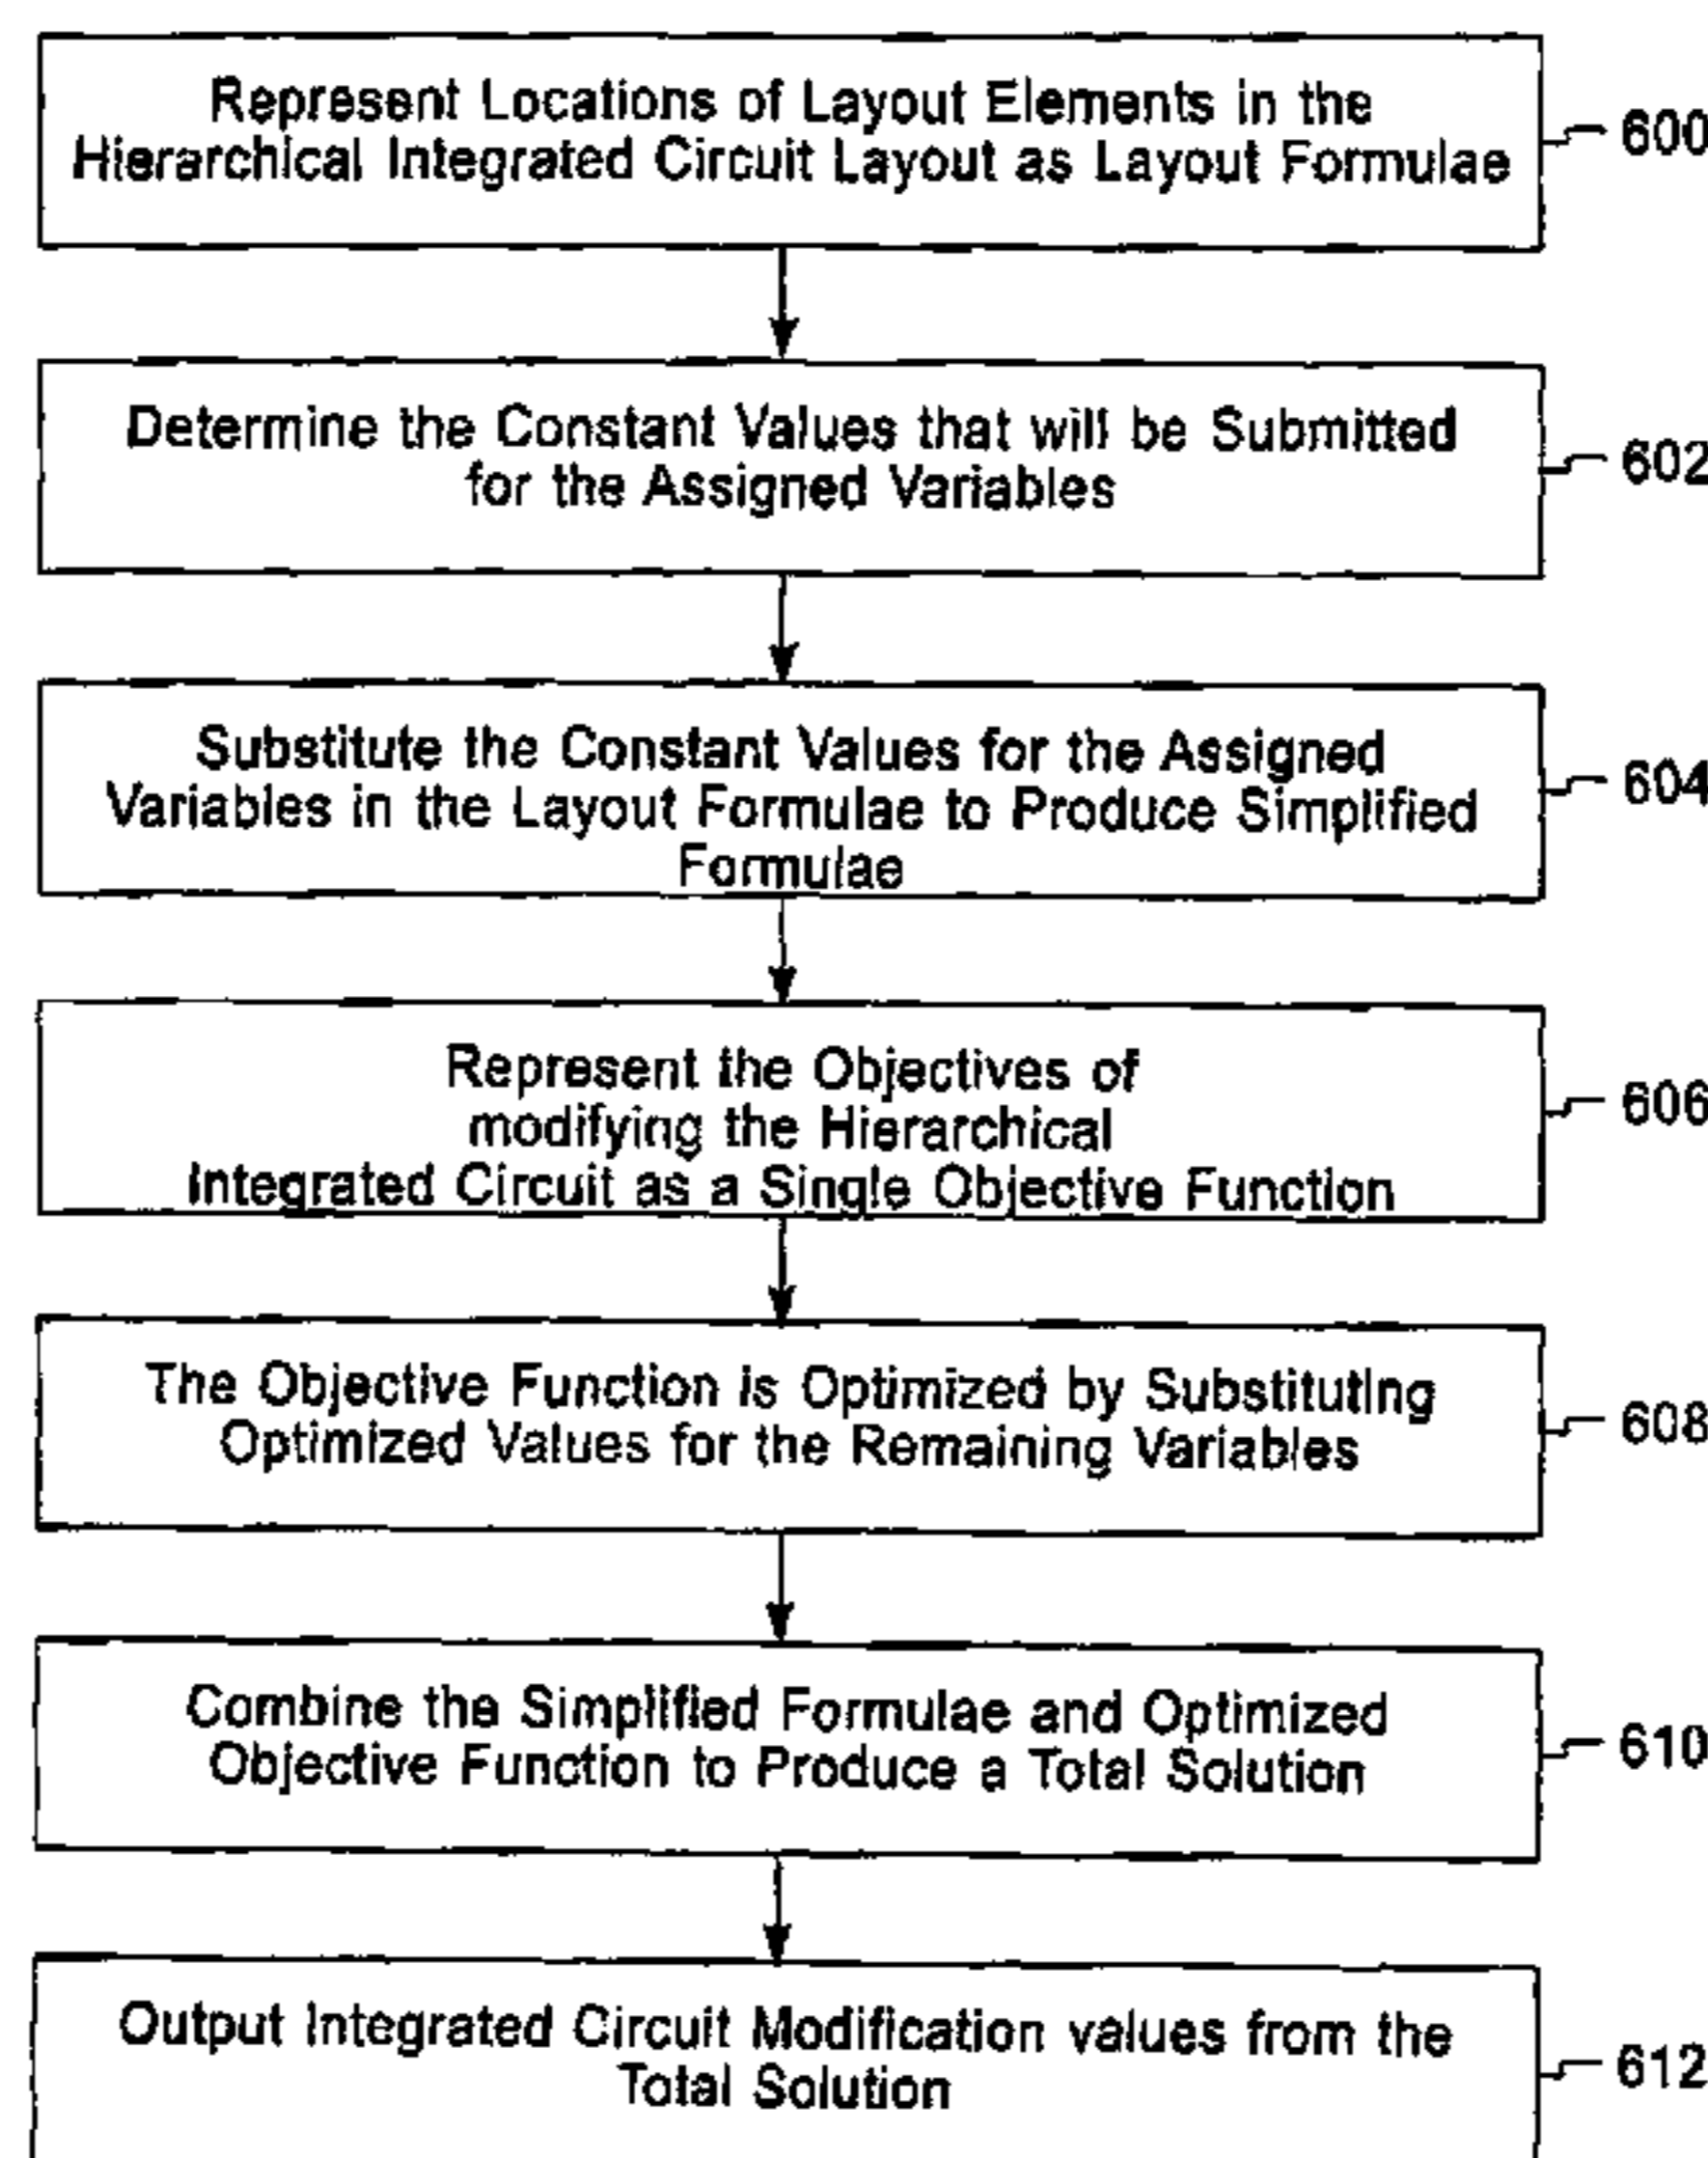 Represent Locations of Layout Elements in the
Hierarchical Integrated Circuit Layout as Layout Formulae
600
Determine the Constant Values that will be Submitted
for the Assigned Variables
602
Substitute the Constant Values for the Assigned
Variables in the Layout Formulae to Produce Simplified
Formulae
604
Represent the Objectives of
modifying the Hierarchical
Integrated Circuit as a Single Objective Function
606
The Objective Function is Optimized by Substituting
Optimized Values for the Remaining Variables
608
Combine the Simplified Formulae and Optimized
Objective Function to Produce a Total Solution
610
Output Integrated Circuit Modification values from the
Total Solution
612